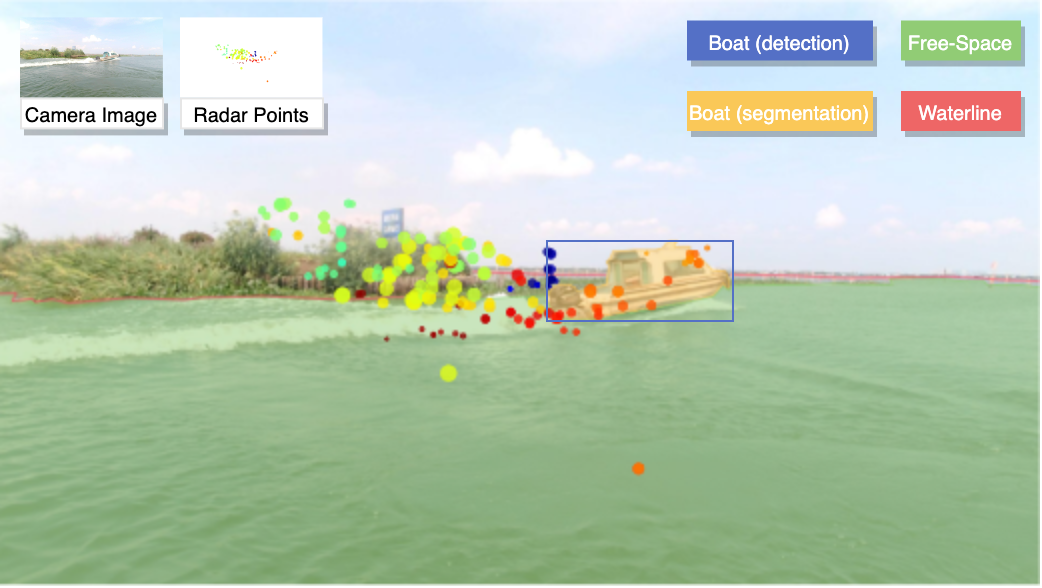 Camera Image
Radar Points
Boat (detection)
Free-Space
Boat (segmentation)
Waterline